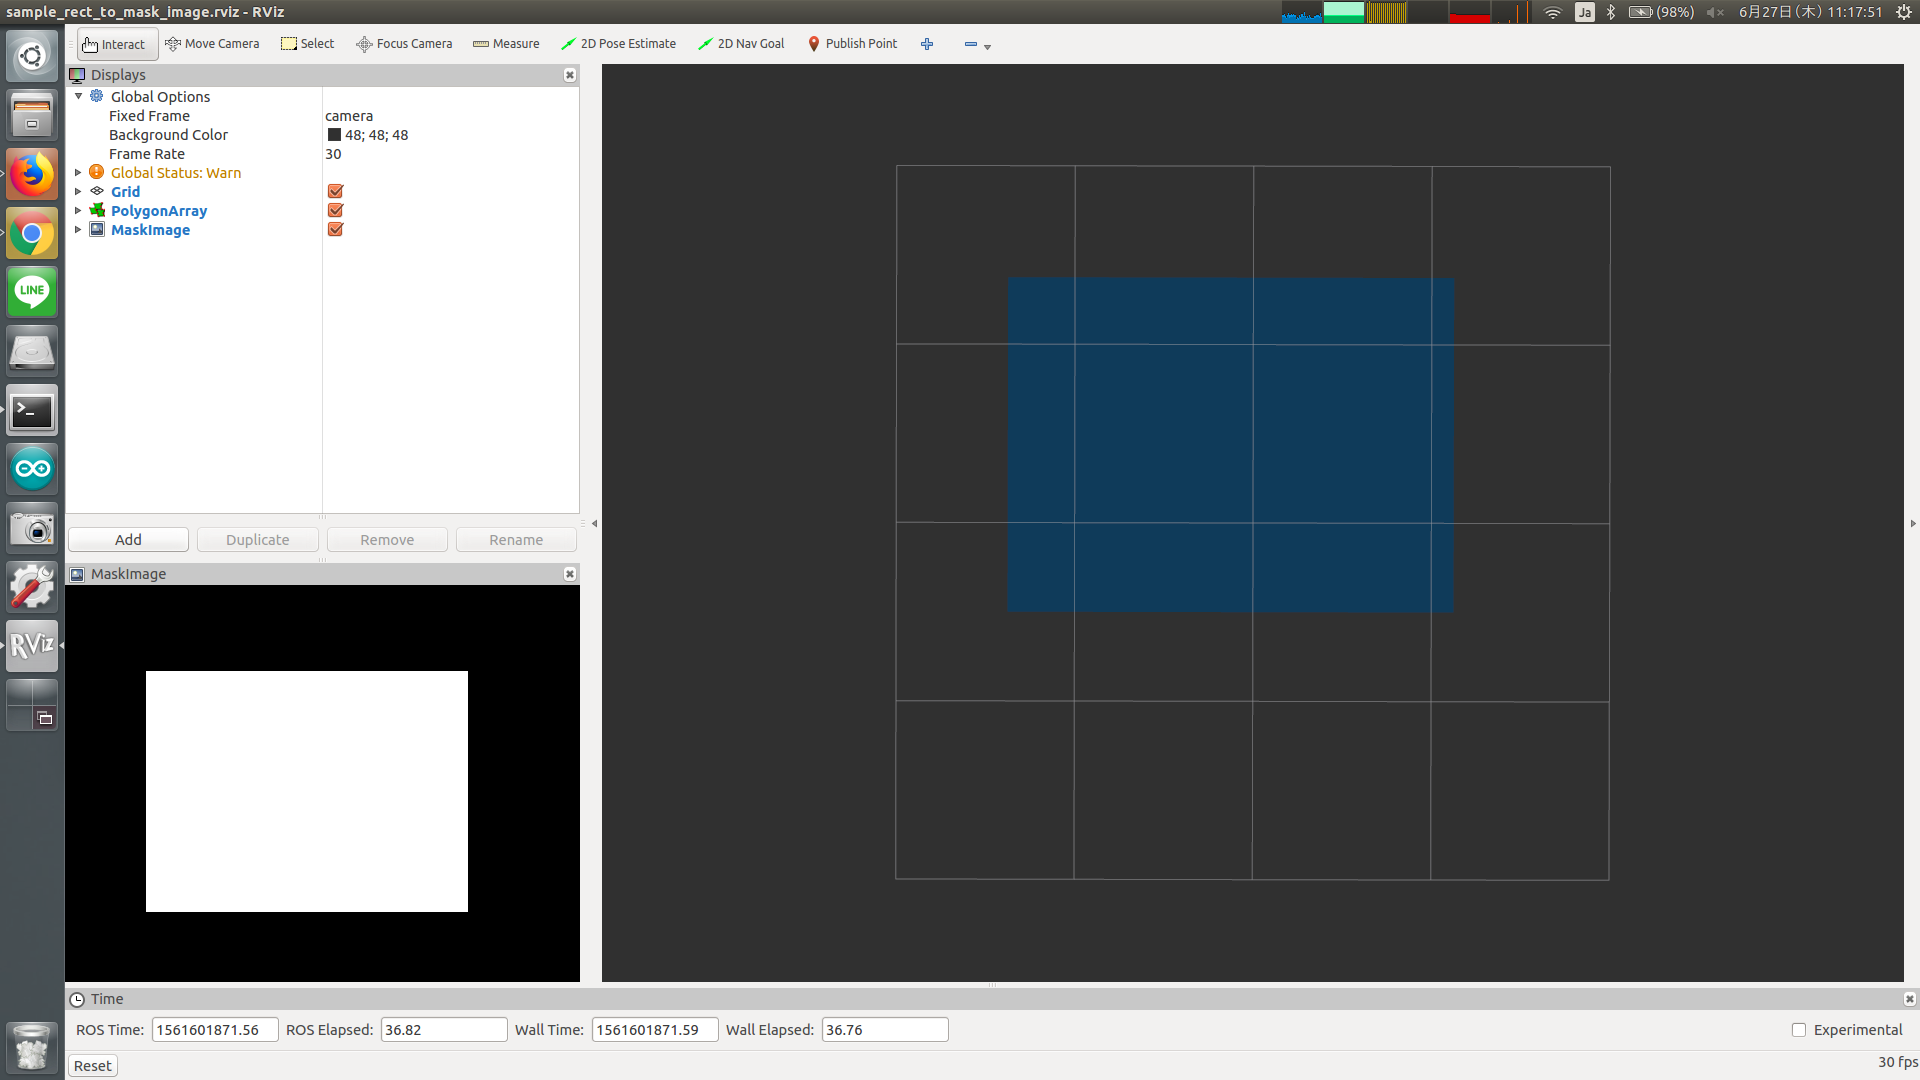 sample_rect_to_mask_image.rviz - RViz
Ja (98%) 6月27日(木) 11:17:51
Interact Move Camera Select Focus Camera Measure 2D Pose Estimate 2D Nav Goal Publish Point
Displays
Global Options
Fixed Frame camera
Background Color 48; 48; 48
Frame Rate 30
Global Status: Warn
Grid
PolygonArray
MaskImage
LINE
Add Duplicate Remove Rename
MaskImage
RViz
Time
ROS Time: 1561601871.56 ROS Elapsed: 36.82 Wall Time: 1561601871.59 Wall Elapsed: 36.76 Experimental
Reset 30 fps